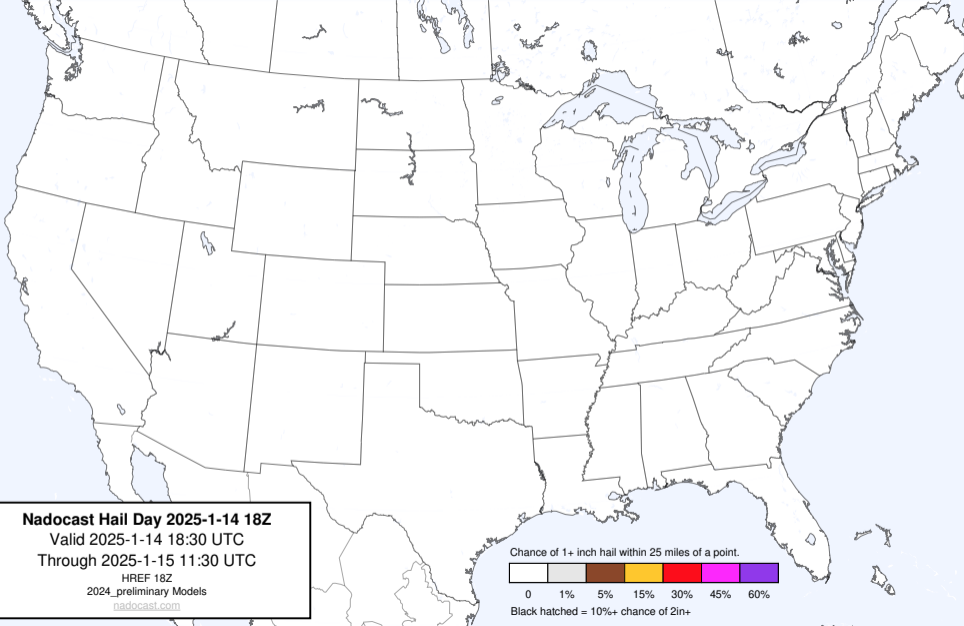 Nadocast Hail Day 2025-1-14 18Z
Valid 2025-1-14 18:30 UTC
Through 2025-1-15 11:30 UTC
HREF 18Z
2024_preliminary Models
nadocast.com
Chance of 1+ inch hail within 25 miles of a point.
0 1% 5% 15% 30% 45% 60%
Black hatched = 10%+ chance of 2in+